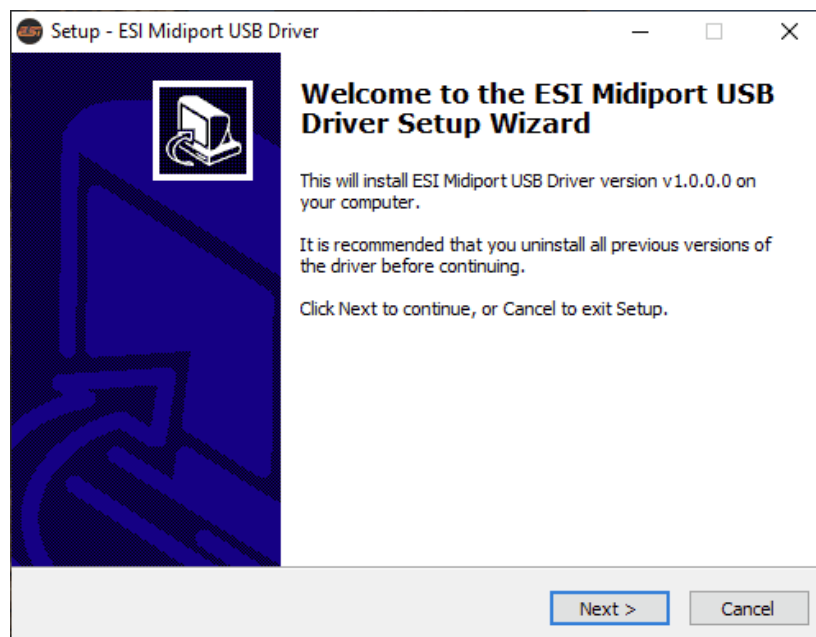 ESI
Setup - ESI Midiport USB Driver
Welcome to the ESI Midiport USB
Driver Setup Wizard
This will install ESI Midiport USB Driver version v1.0.0.0 on
your computer.
It is recommended that you uninstall all previous versions of
the driver before continuing.
Click Next to continue, or Cancel to exit Setup.
Next >
Cancel